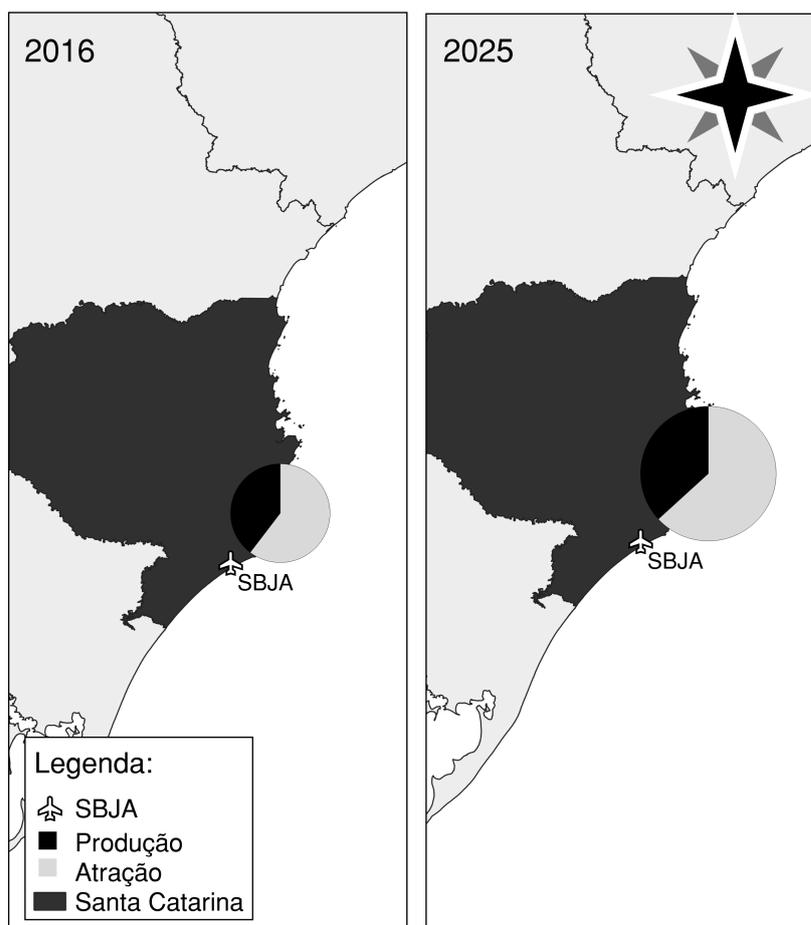 2016
2025
SBJA
SBJA
Legenda:
SBJA
Produção
Atração
Santa Catarina